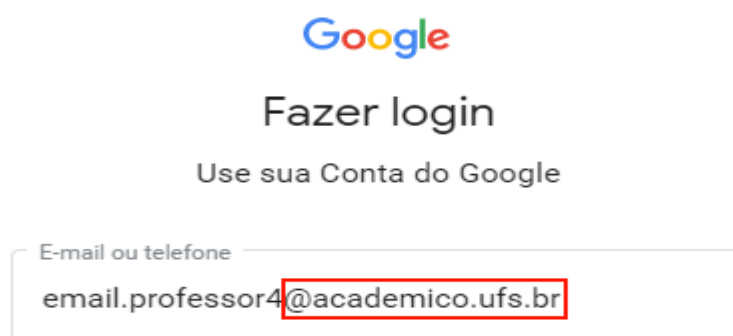 Google
Fazer login
Use sua Conta do Google
E-mail ou telefone
email.professor4@academico.ufs.br